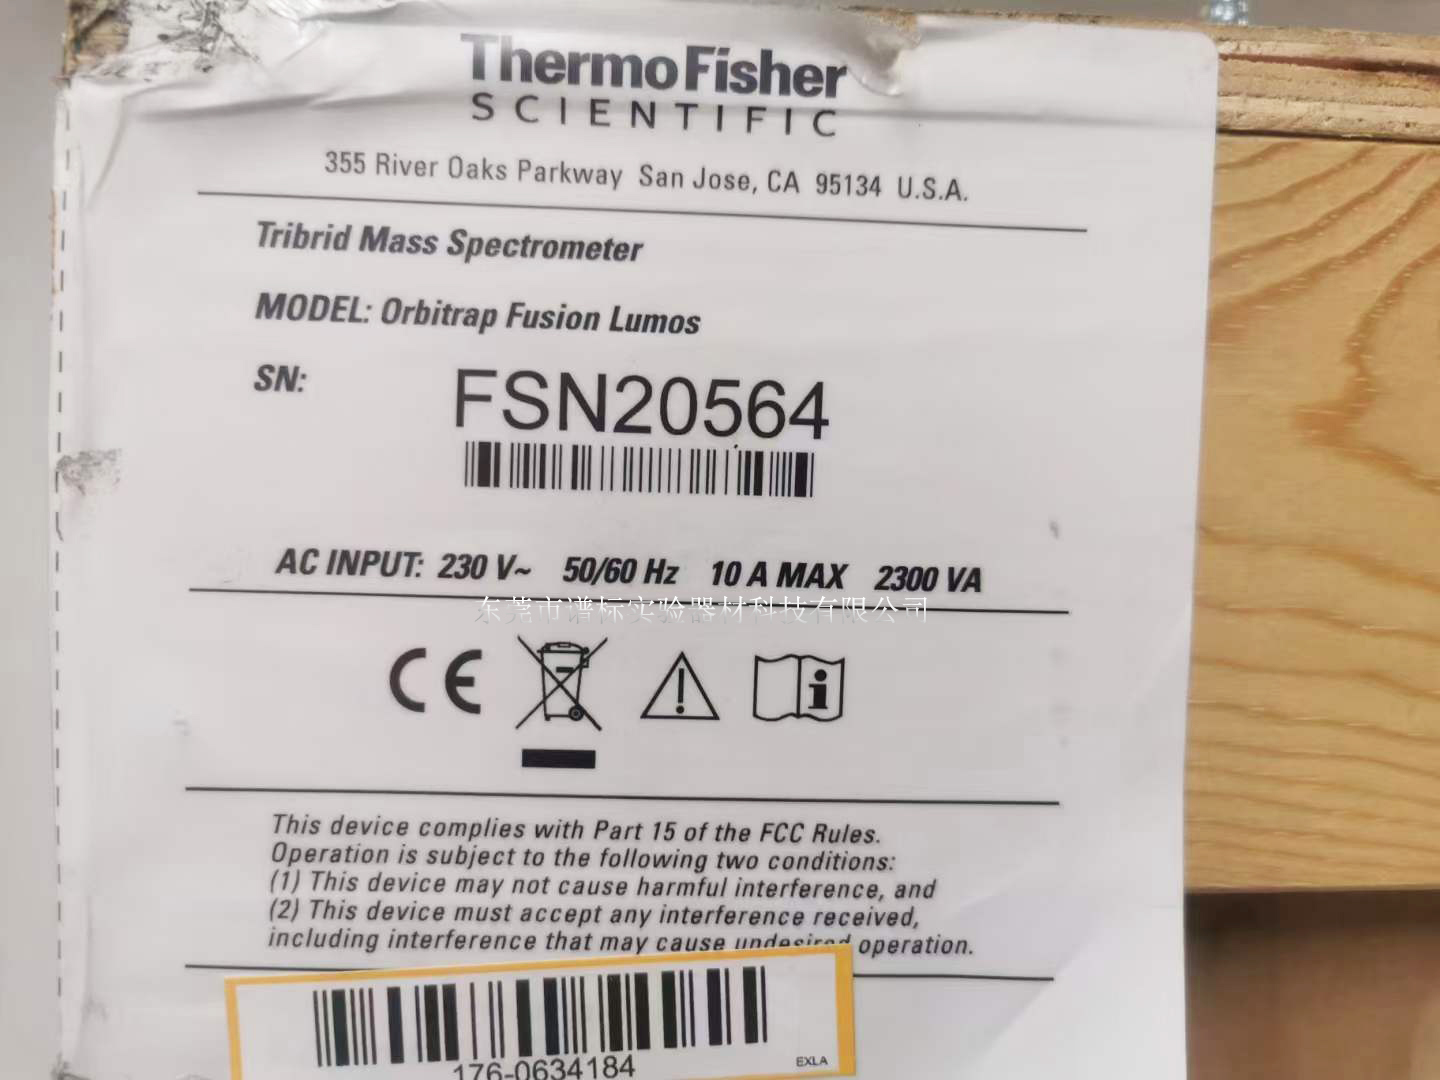 ThermoFisher
SCIENTIFIC
355 River Oaks Parkway San Jose, CA 95134 U.S.A.
Tribrid Mass Spectrometer
MODEL: Orbitrap Fusion Lumos
SN: FSN20564
AC INPUT: 230 V~ 50/60 Hz 10 A MAX 2300 VA
东莞市谱标实验器材科技有限公司
CE
This device complies with Part 15 of the FCC Rules.
Operation is subject to the following two conditions:
(1) This device may not cause harmful interference, and
(2) This device must accept any interference received,
including interference that may cause undesired operation.
176-0634184
EXLA